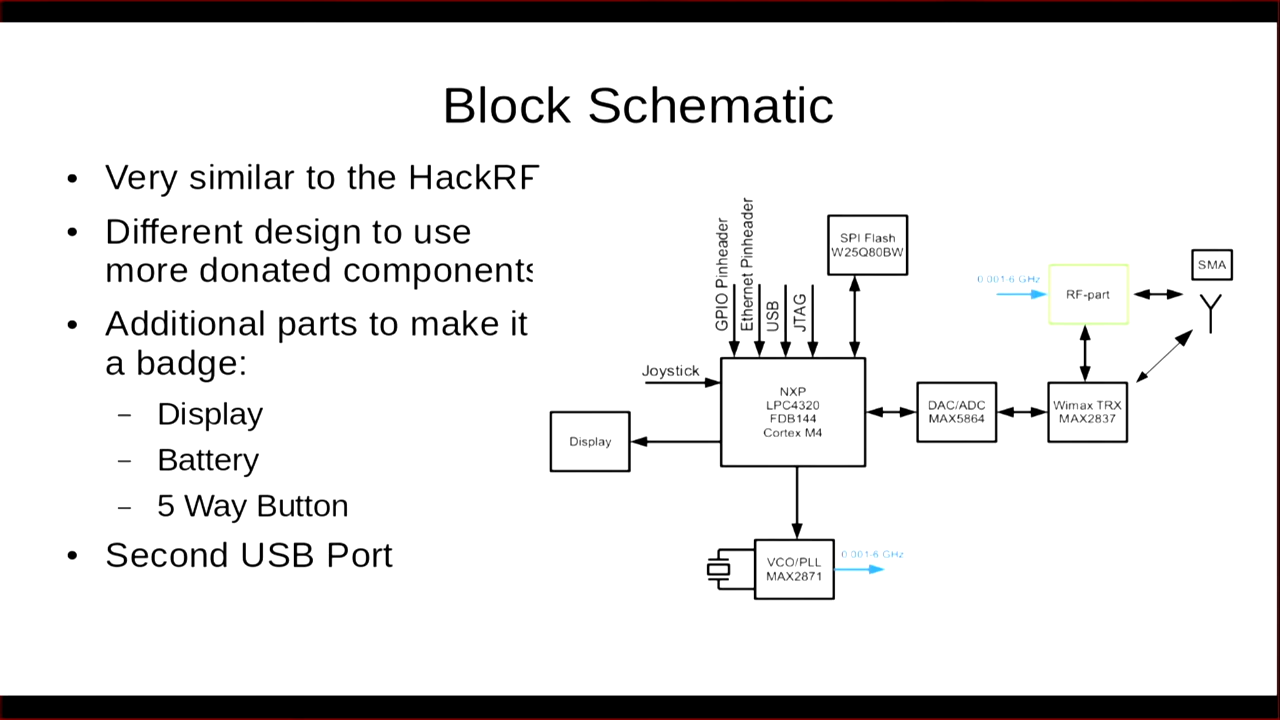 Block Schematic
• Very similar to the HackRF
• Different design to use
more donated components
• Additional parts to make it
a badge:
– Display
– Battery
– 5 Way Button
• Second USB Port
GPIO Pinheader
Ethernet Pinheader
USB
JTAG
SPI Flash
W25Q80BW
Joystick
NXP
LPC4320
FDB144
Cortex M4
Display
DAC/ADC
MAX5864
Wimax TRX
MAX2837
0.001-6 GHz
RF-part
SMA
VCO/PLL
MAX2871
0.001-6 GHz